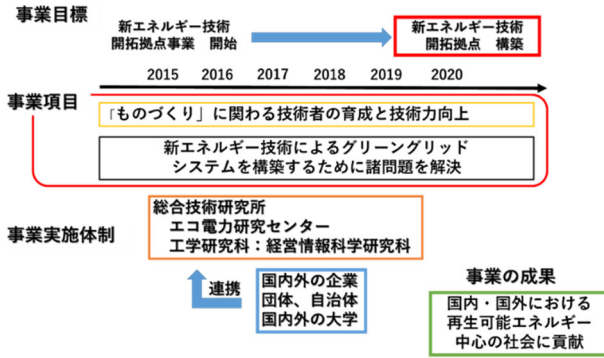 事業目標
新エネルギー技術
開拓拠点事業 開始
新エネルギー技術
開拓拠点 構築
2015 2016 2017 2018 2019 2020
事業項目
「ものづくり」に関わる技術者の育成と技術力向上
新エネルギー技術によるグリーングリッド
システムを構築するために諸問題を解決
事業実施体制
総合技術研究所
エコ電力研究センター
工学研究科：経営情報科学研究科
連携
国内外の企業
団体、自治体
国内外の大学
事業の成果
国内・国外における
再生可能エネルギー
中心の社会に貢献